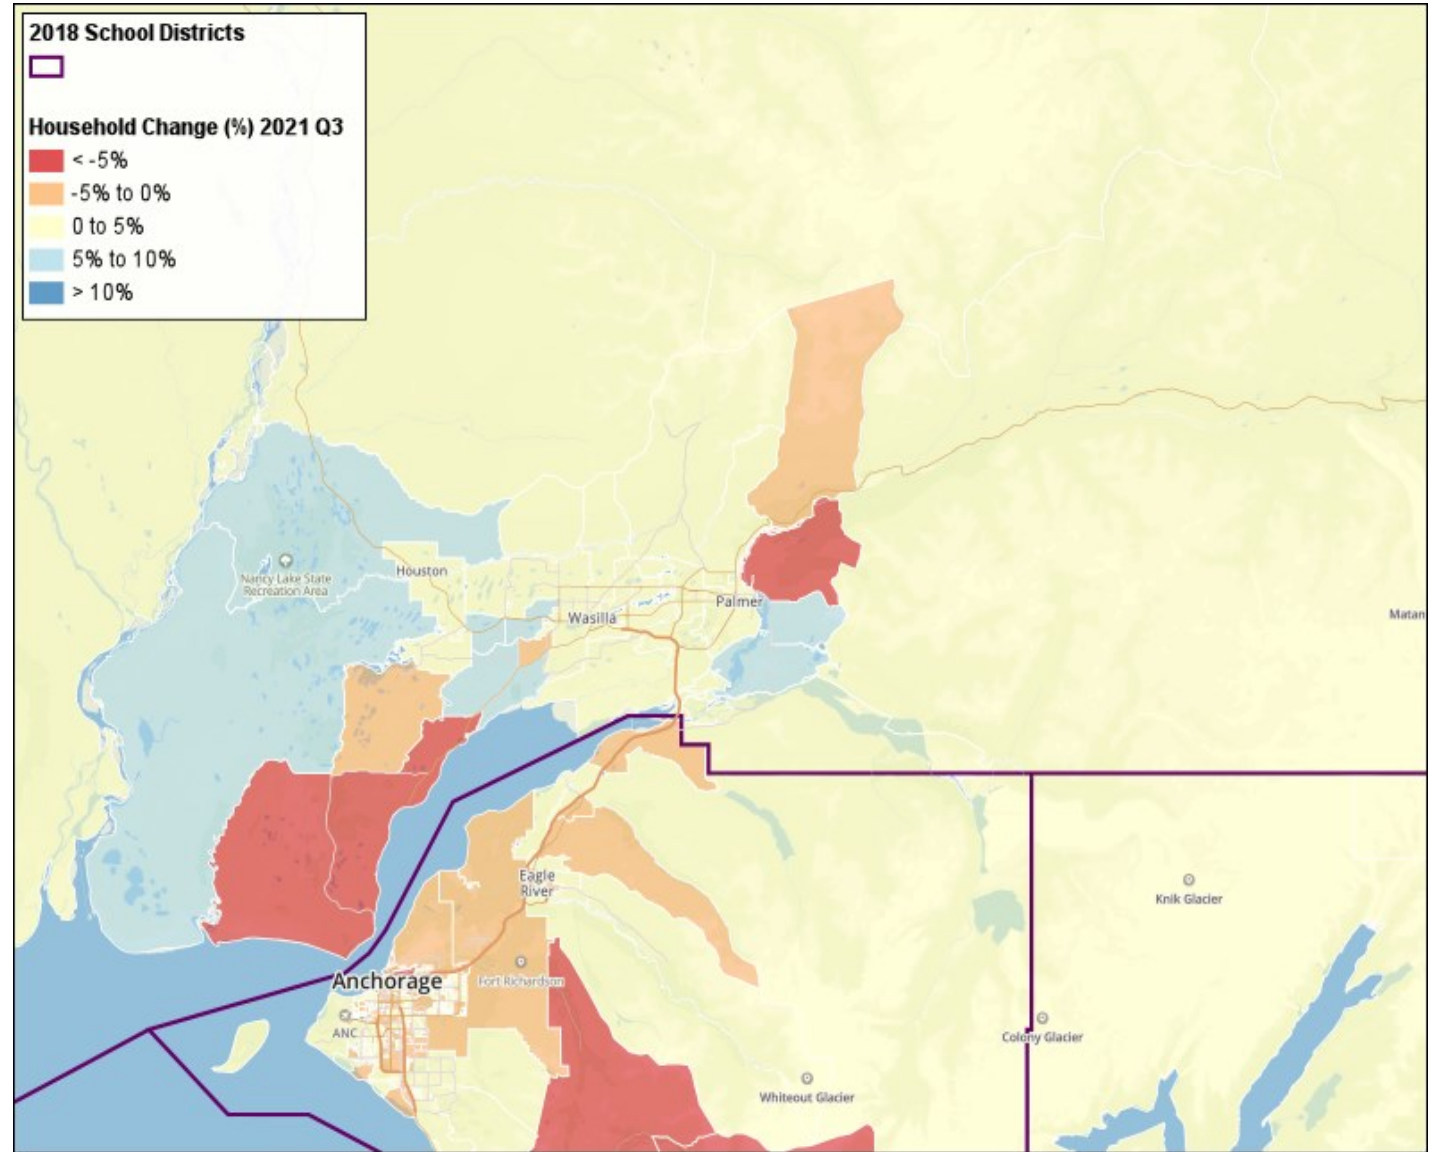 2018 School Districts
Household Change (%) 2021 Q3
< -5%
-5% to 0%
0 to 5%
5% to 10%
> 10%
Houston
Nancy Lake State
Recreation Area
Wasilla
Palmer
Matan
Eagle
River
Knik Glacier
Anchorage
Fort Richardson
ANC
Colony Glacier
Whiteout Glacier